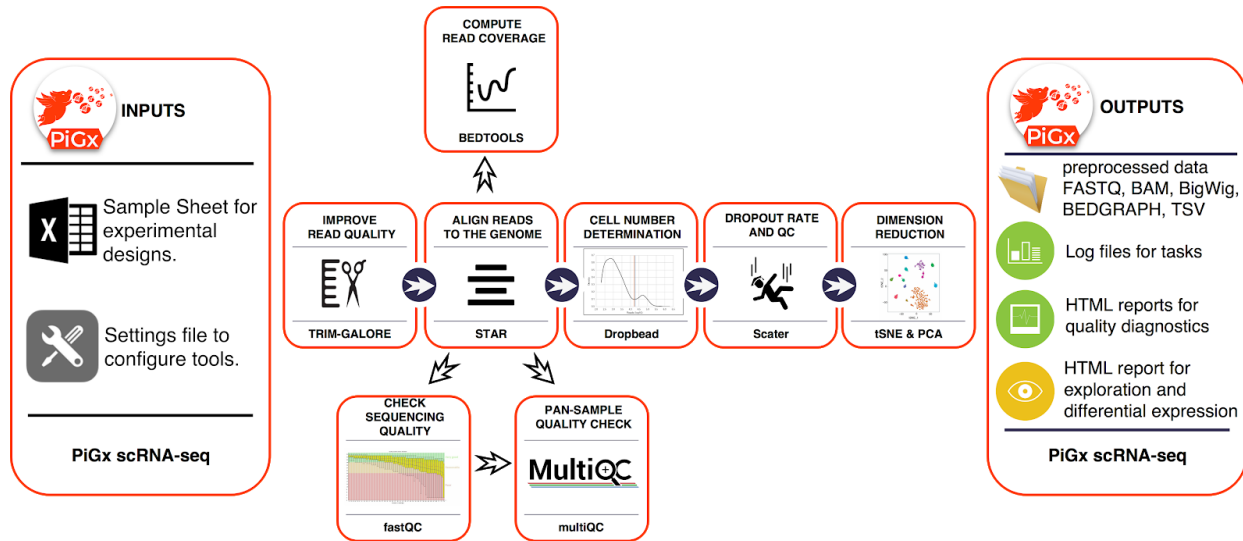 PiGx
INPUTS
X
Sample Sheet for
experimental
designs.
Settings file to
configure tools.
PiGx scRNA-seq
COMPUTE
READ COVERAGE
BEDTOOLS
IMPROVE
READ QUALITY
TRIM-GALORE
ALIGN READS
TO THE GENOME
STAR
CELL NUMBER
DETERMINATION
Dropbead
DROPOUT RATE
AND QC
Scater
DIMENSION
REDUCTION
tSNE & PCA
CHECK
SEQUENCING
QUALITY
fastQC
PAN-SAMPLE
QUALITY CHECK
MultiQC
multiQC
PiGx
OUTPUTS
preprocessed data
FASTQ, BAM, BigWig,
BEDGRAPH, TSV
Log files for tasks
HTML reports for
quality diagnostics
HTML report for
exploration and
differential expression
PiGx scRNA-seq